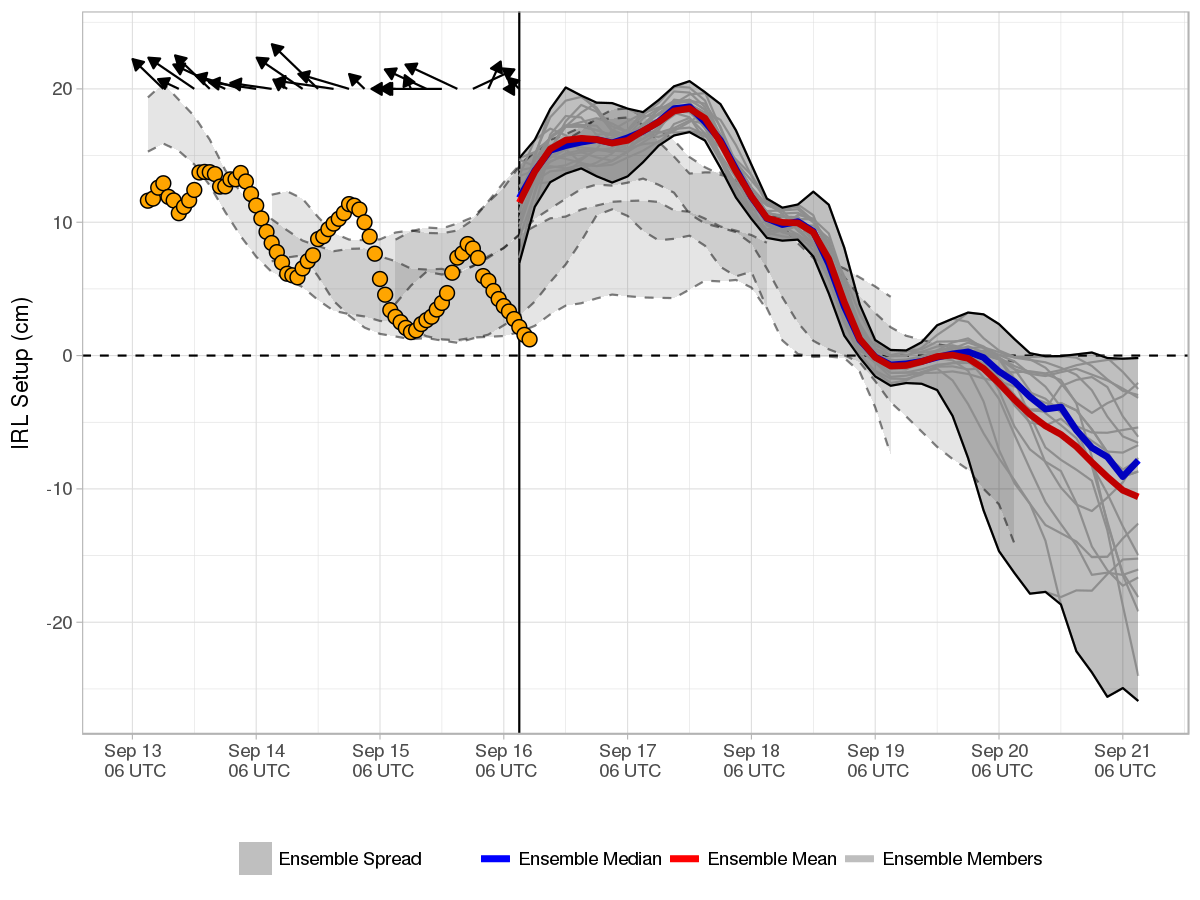 IRL Setup (cm)
20
10
0
-10
-20
Sep 13
06 UTC
Sep 14
06 UTC
Sep 15
06 UTC
Sep 16
06 UTC
Sep 17
06 UTC
Sep 18
06 UTC
Sep 19
06 UTC
Sep 20
06 UTC
Sep 21
06 UTC
Ensemble Spread
Ensemble Median
Ensemble Mean
Ensemble Members